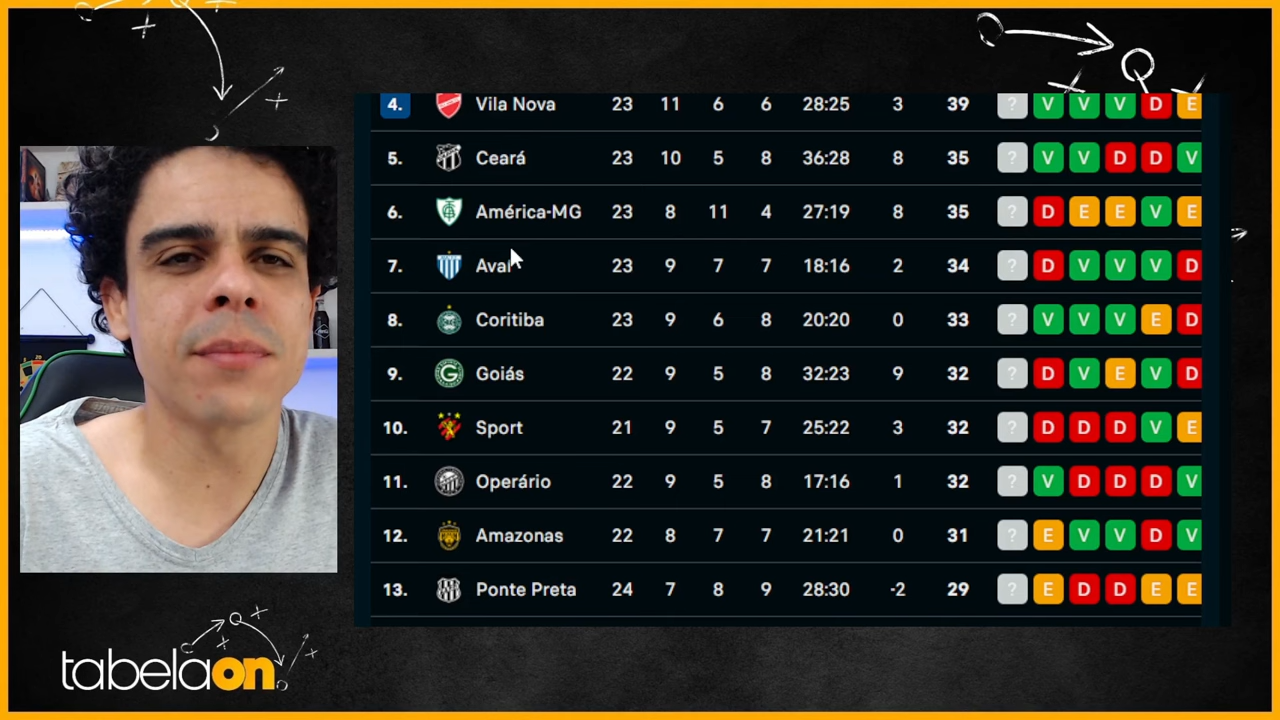 4. Vila Nova 23 11 6 6 28:25 3 39 ? V V V D E
5. Ceará 23 10 5 8 36:28 8 35 ? V V D D V
6. América-MG 23 8 11 4 27:19 8 35 ? D E E V E
7. Avaí 23 9 7 7 18:16 2 34 ? D V V V D
8. Coritiba 23 9 6 8 20:20 0 33 ? V V V E D
9. Goiás 22 9 5 8 32:23 9 32 ? D V E V D
10. Sport 21 9 5 7 25:22 3 32 ? D D D V E
11. Operário 22 9 5 8 17:16 1 32 ? V D D D V
12. Amazonas 22 8 7 7 21:21 0 31 ? E V V D V
13. Ponte Preta 24 7 8 9 28:30 -2 29 ? E D D E E
tabelaon